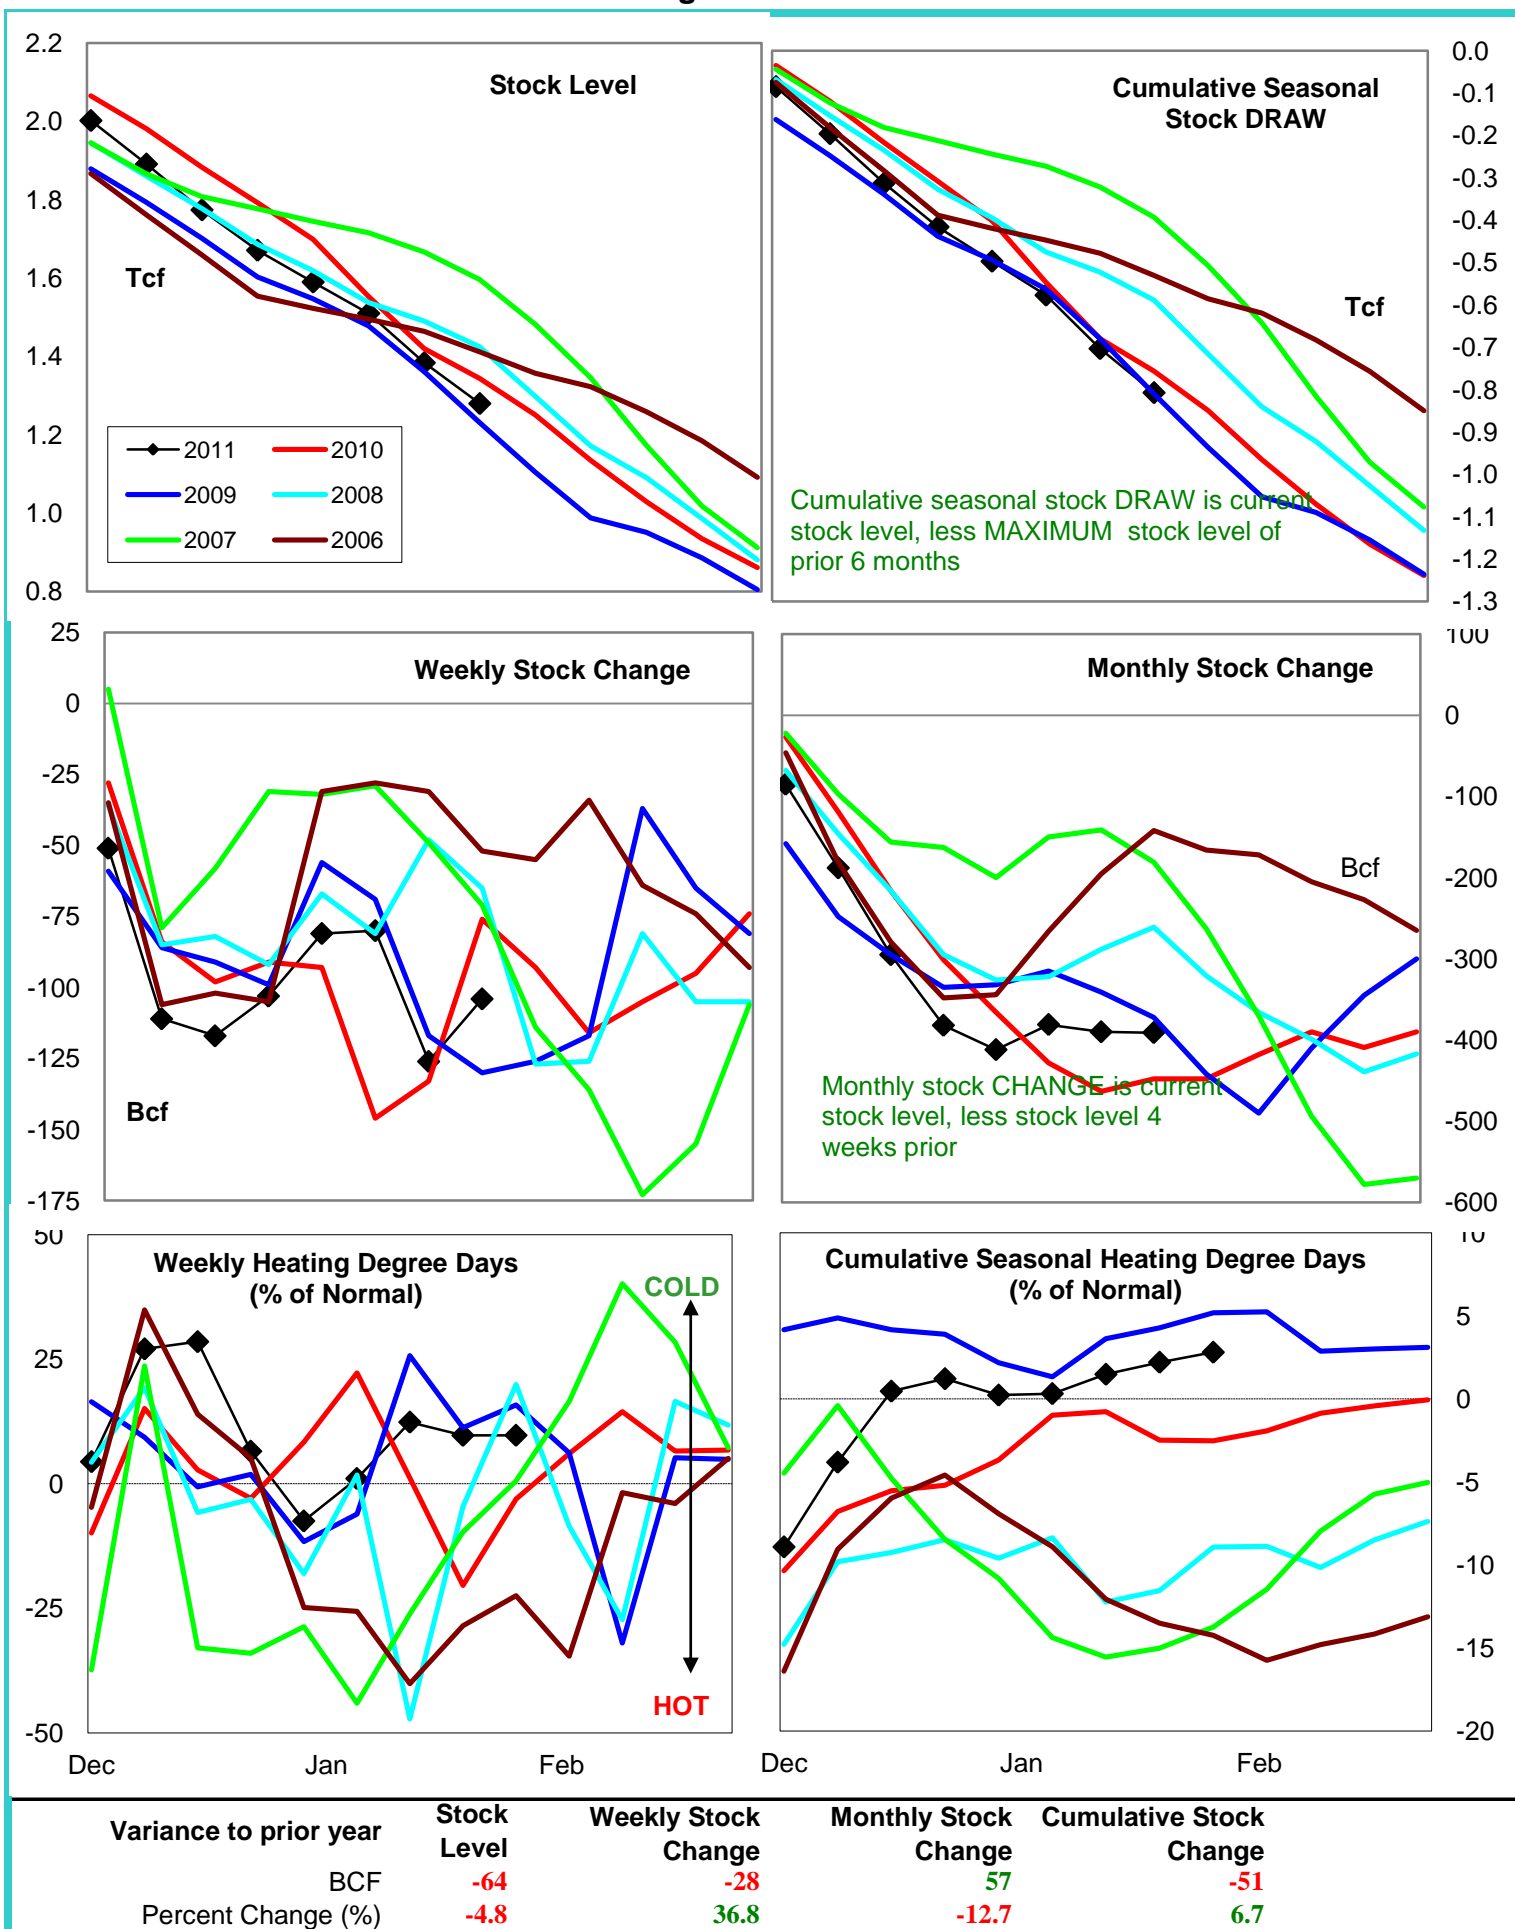 2.2
2.0
1.8
1.6
1.4
1.2
1.0
0.8
Stock Level
Tcf
2011
2010
2009
2008
2007
2006
Cumulative Seasonal
Stock DRAW
Tcf
Cumulative seasonal stock DRAW is current
stock level, less MAXIMUM stock level of
prior 6 months
0.0
-0.1
-0.2
-0.3
-0.4
-0.5
-0.6
-0.7
-0.8
-0.9
-1.0
-1.1
-1.2
-1.3
25
0
-25
-50
-75
-100
-125
-150
-175
Weekly Stock Change
Bcf
Monthly Stock Change
Bcf
Monthly stock CHANGE is current
stock level, less stock level 4
weeks prior
100
0
-100
-200
-300
-400
-500
-600
50
25
0
-25
-50
Weekly Heating Degree Days
(% of Normal)
COLD
HOT
Dec
Jan
Feb
Cumulative Seasonal Heating Degree Days
(% of Normal)
10
5
0
-5
-10
-15
-20
Dec
Jan
Feb
Variance to prior year
Stock
Level
Weekly Stock
Change
Monthly Stock
Change
Cumulative Stock
Change
BCF -64 -28 57 -51
Percent Change (%) -4.8 36.8 -12.7 6.7